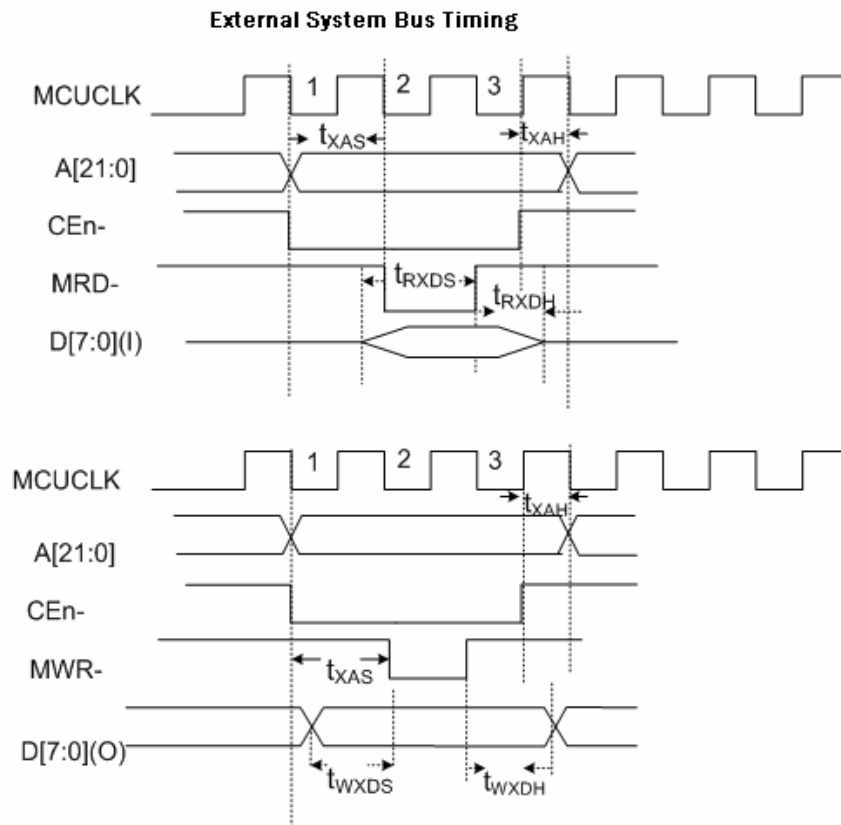 External System Bus Timing
MCUCLK
1 2 3
tXAS
tXAH
A[21:0]
CEn-
MRD-
tRXDS
tRXDH
D[7:0](I)
MCUCLK
1 2 3
tXAH
A[21:0]
CEn-
MWR-
tXAS
D[7:0](O)
tWXDS
tWXDH